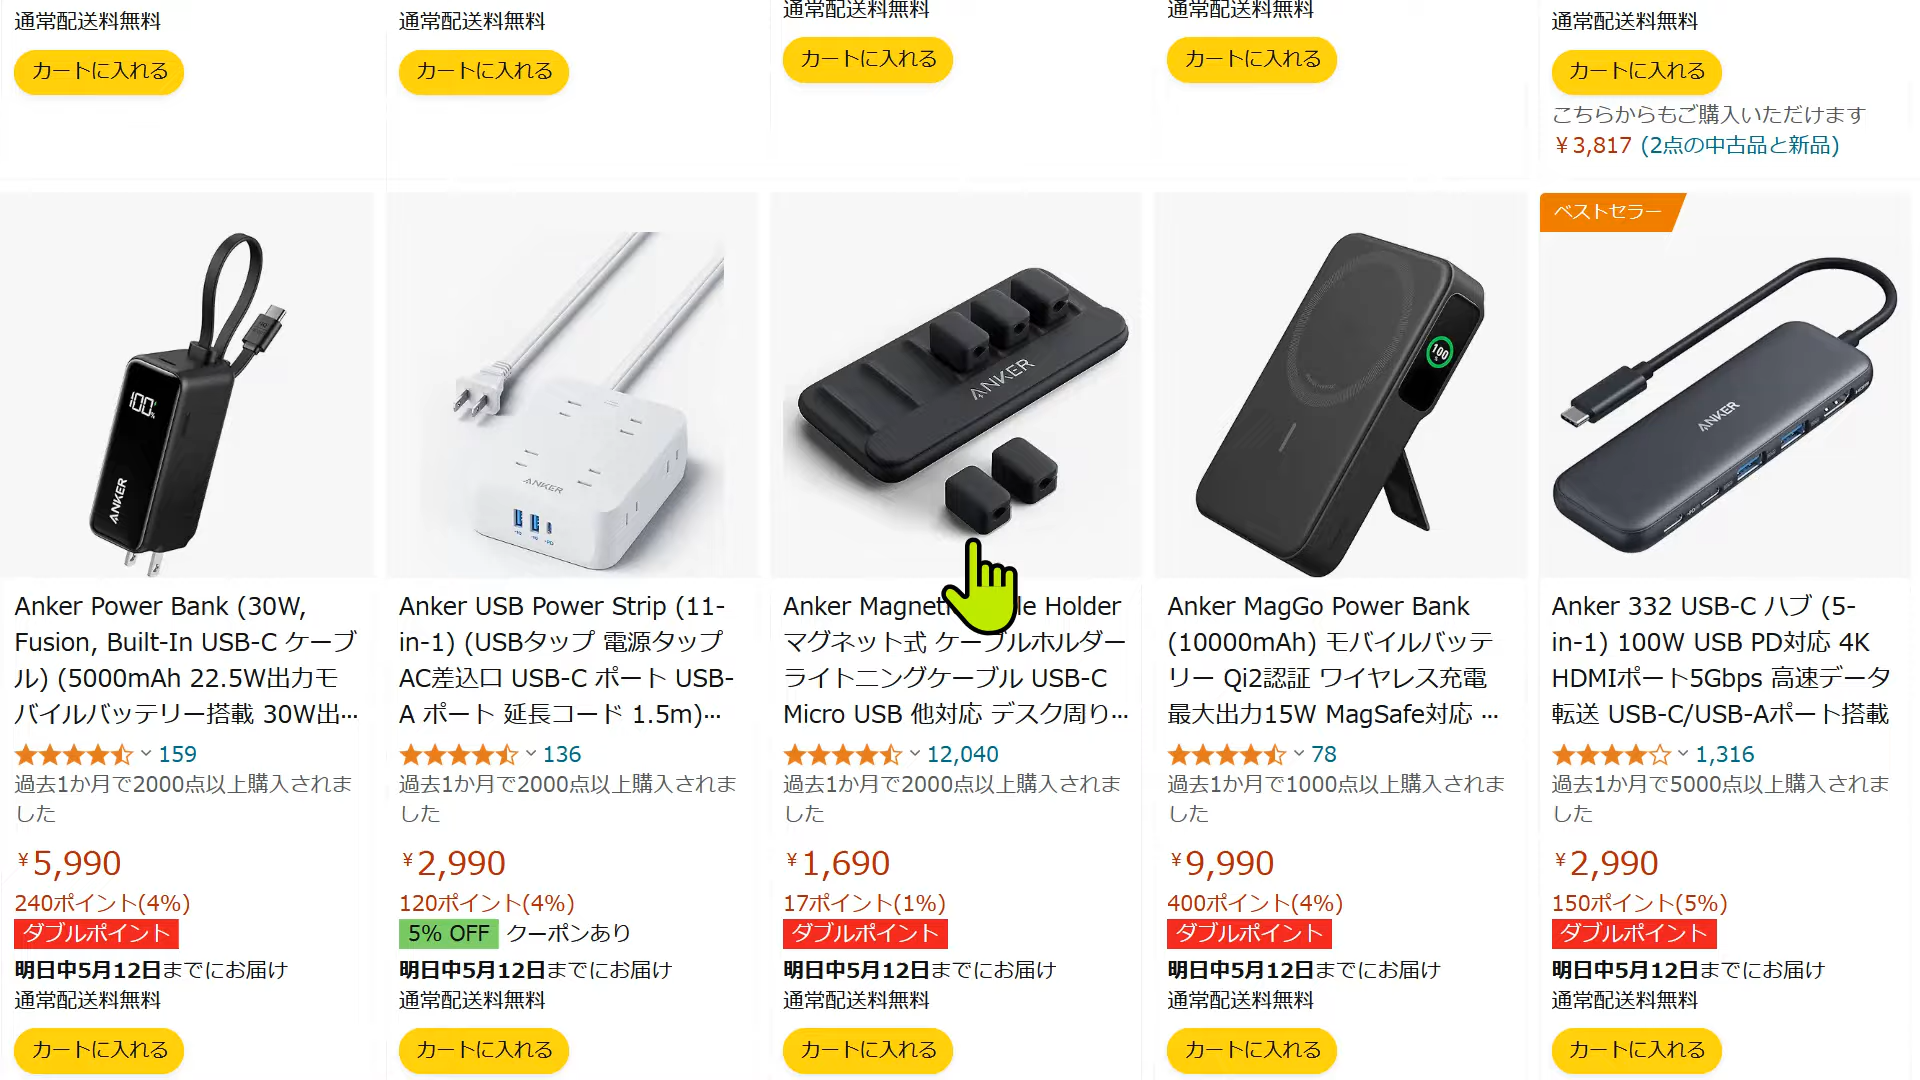 通常配送料無料
カートに入れる
通常配送料無料
カートに入れる
通常配送料無料
カートに入れる
通常配送料無料
カートに入れる
通常配送料無料
カートに入れる
こちらからもご購入いただけます
￥3,817 (2点の中古品と新品)
100%
ANKER
Anker Power Bank (30W,
Fusion, Built-In USB-C ケーブ
ル) (5000mAh 22.5W出力モ
バイルバッテリー搭載 30W出…
159
過去1か月で2000点以上購入されま
した
￥5,990
240ポイント(4%)
ダブルポイント
明日中5月12日までにお届け
通常配送料無料
カートに入れる
ANKER
Anker USB Power Strip (11-
in-1) (USBタップ 電源タップ
AC差込口 USB-C ポート USB-
A ポート 延長コード 1.5m)…
136
過去1か月で2000点以上購入されま
した
￥2,990
120ポイント(4%)
5% OFF クーポンあり
明日中5月12日までにお届け
通常配送料無料
カートに入れる
ANKER
Anker Magnet le Holder
マグネット式 ケーブルホルダー
ライトニングケーブル USB-C
Micro USB 他対応 デスク周り…
12,040
過去1か月で2000点以上購入されま
した
￥1,690
17ポイント(1%)
ダブルポイント
明日中5月12日までにお届け
通常配送料無料
カートに入れる
100%
Anker MagGo Power Bank
(10000mAh) モバイルバッテ
リー Qi2認証 ワイヤレス充電
最大出力15W MagSafe対応 …
78
過去1か月で1000点以上購入されま
した
￥9,990
400ポイント(4%)
ダブルポイント
明日中5月12日までにお届け
通常配送料無料
カートに入れる
ベストセラー
ANKER
Anker 332 USB-C ハブ (5-
in-1) 100W USB PD対応 4K
HDMIポート5Gbps 高速データ
転送 USB-C/USB-Aポート搭載
1,316
過去1か月で5000点以上購入されま
した
￥2,990
150ポイント(5%)
ダブルポイント
明日中5月12日までにお届け
通常配送料無料
カートに入れる